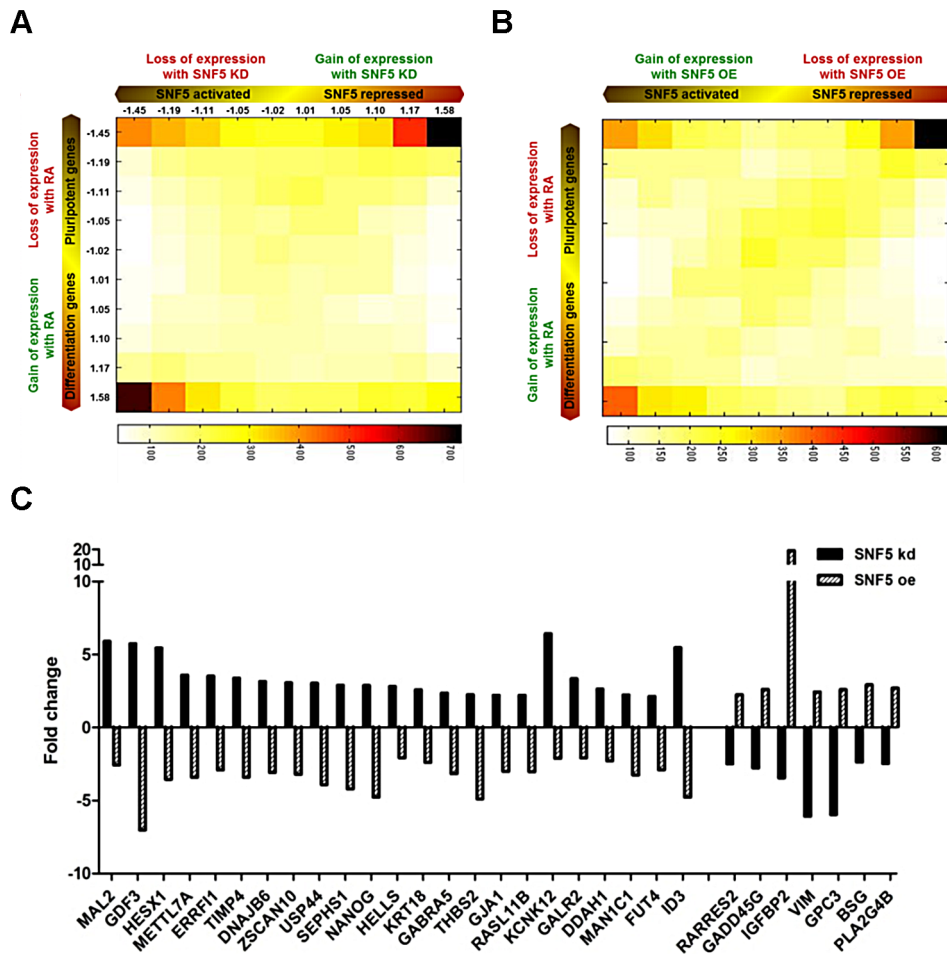 A
Loss of expression
with SNF5 KD
Gain of expression
with SNF5 KD
SNF5 activated
SNF5 repressed
-1.45 -1.19 -1.11 -1.05 -1.02 1.01 1.05 1.10 1.17 1.58
Loss of expression
with RA
Gain of expression
with RA
Pluripotent genes
Differentiation genes
-1.45
-1.19
-1.11
-1.05
-1.02
1.01
1.05
1.10
1.17
1.58
100 200 300 400 500 600 700
B
Gain of expression
with SNF5 OE
Loss of expression
with SNF5 OE
SNF5 activated
SNF5 repressed
Loss of expression
with RA
Gain of expression
with RA
Pluripotent genes
Differentiation genes
100 150 200 250 300 350 400 450 500 550 600
C
SNF5 kd
SNF5 oe
Fold change
20
10
10
5
0
-5
-10
MAL2
GDF3
HESX1
METTL7A
ERRFI1
TIMP4
DNAJB6
ZSCAN10
USP44
SEPHS1
NANOG
HELLS
KRT18
GABRA5
THBS2
GJA1
RASL11B
KCNK12
GALR2
DDAH1
MAN1C1
FUT4
ID3
RARRES2
GADD45G
IGFBP2
VIM
GPC3
BSG
PLA2G4B